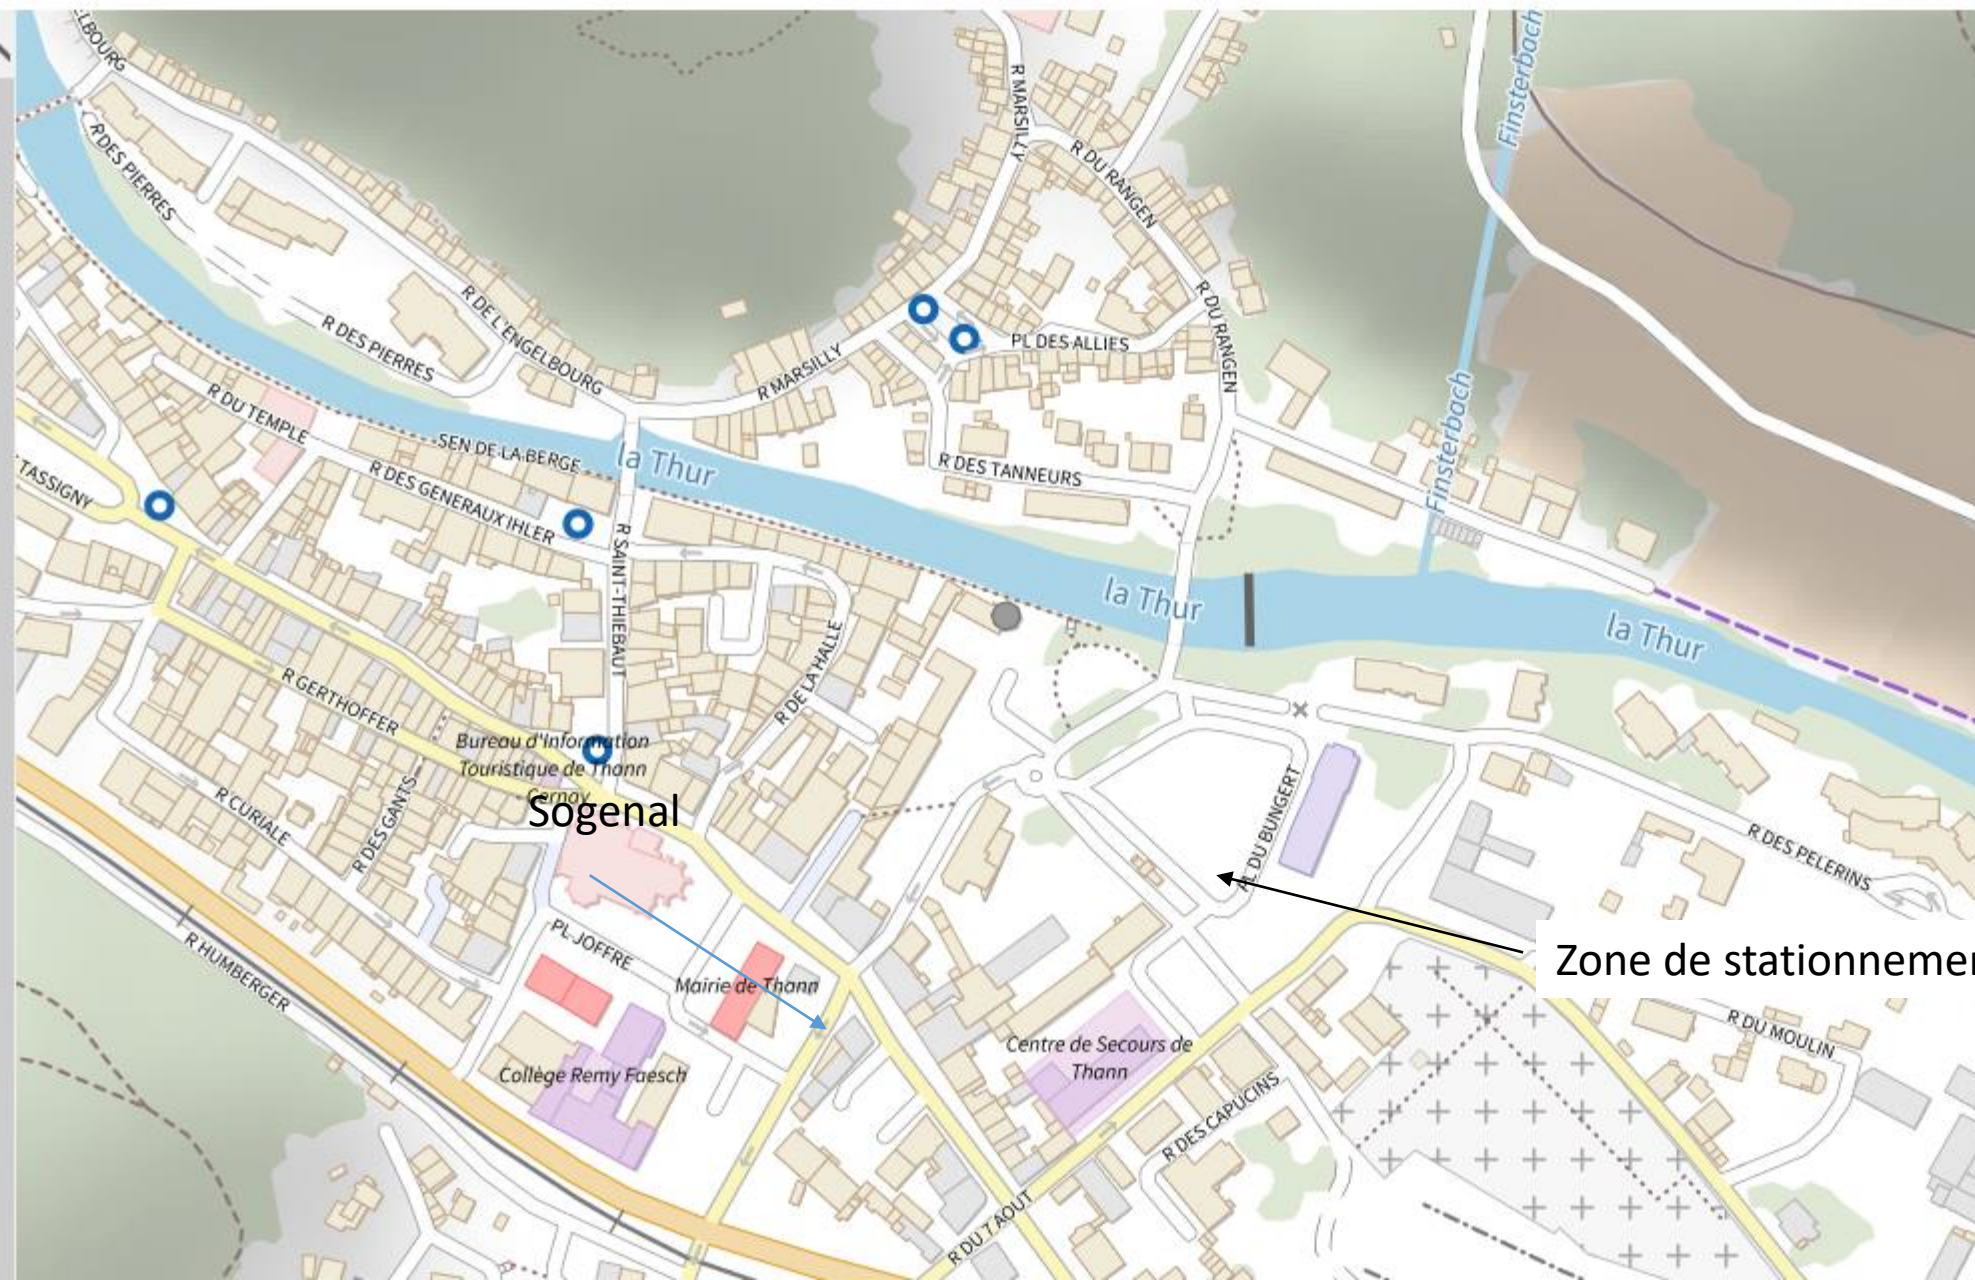 LBOURG
R DES PIERRES
R MARSILLY
R DU RANGEN
Finsterbach
R DE L'ENGELBOURG
R DU RANGEN
R DES PIERRES
PL DES ALLIES
R MARSILLY
R DU TEMPLE
Finsterbach
SEN DE LA BERGE
la Thur
R DES TANNEURS
TASSIGNY
R DES GENERAUX IHLER
R SAINT-THIEBAUT
la Thur
la Thur
R DE LA HALLE
R GERTHOFFER
Bureau d'Information
Touristique de Thann
Cernay
Sogenal
R CURIALE
R DES GANTS
PL DU BUNGERT
R DES PELERINS
R HUMBERGER
PL JOFFRE
Zone de stationnemen
Mairie de Thann
R DU MOULIN
Centre de Secours de
Thann
Collège Remy Faesch
R DES CAPUCINS
R DU 7 AOUT